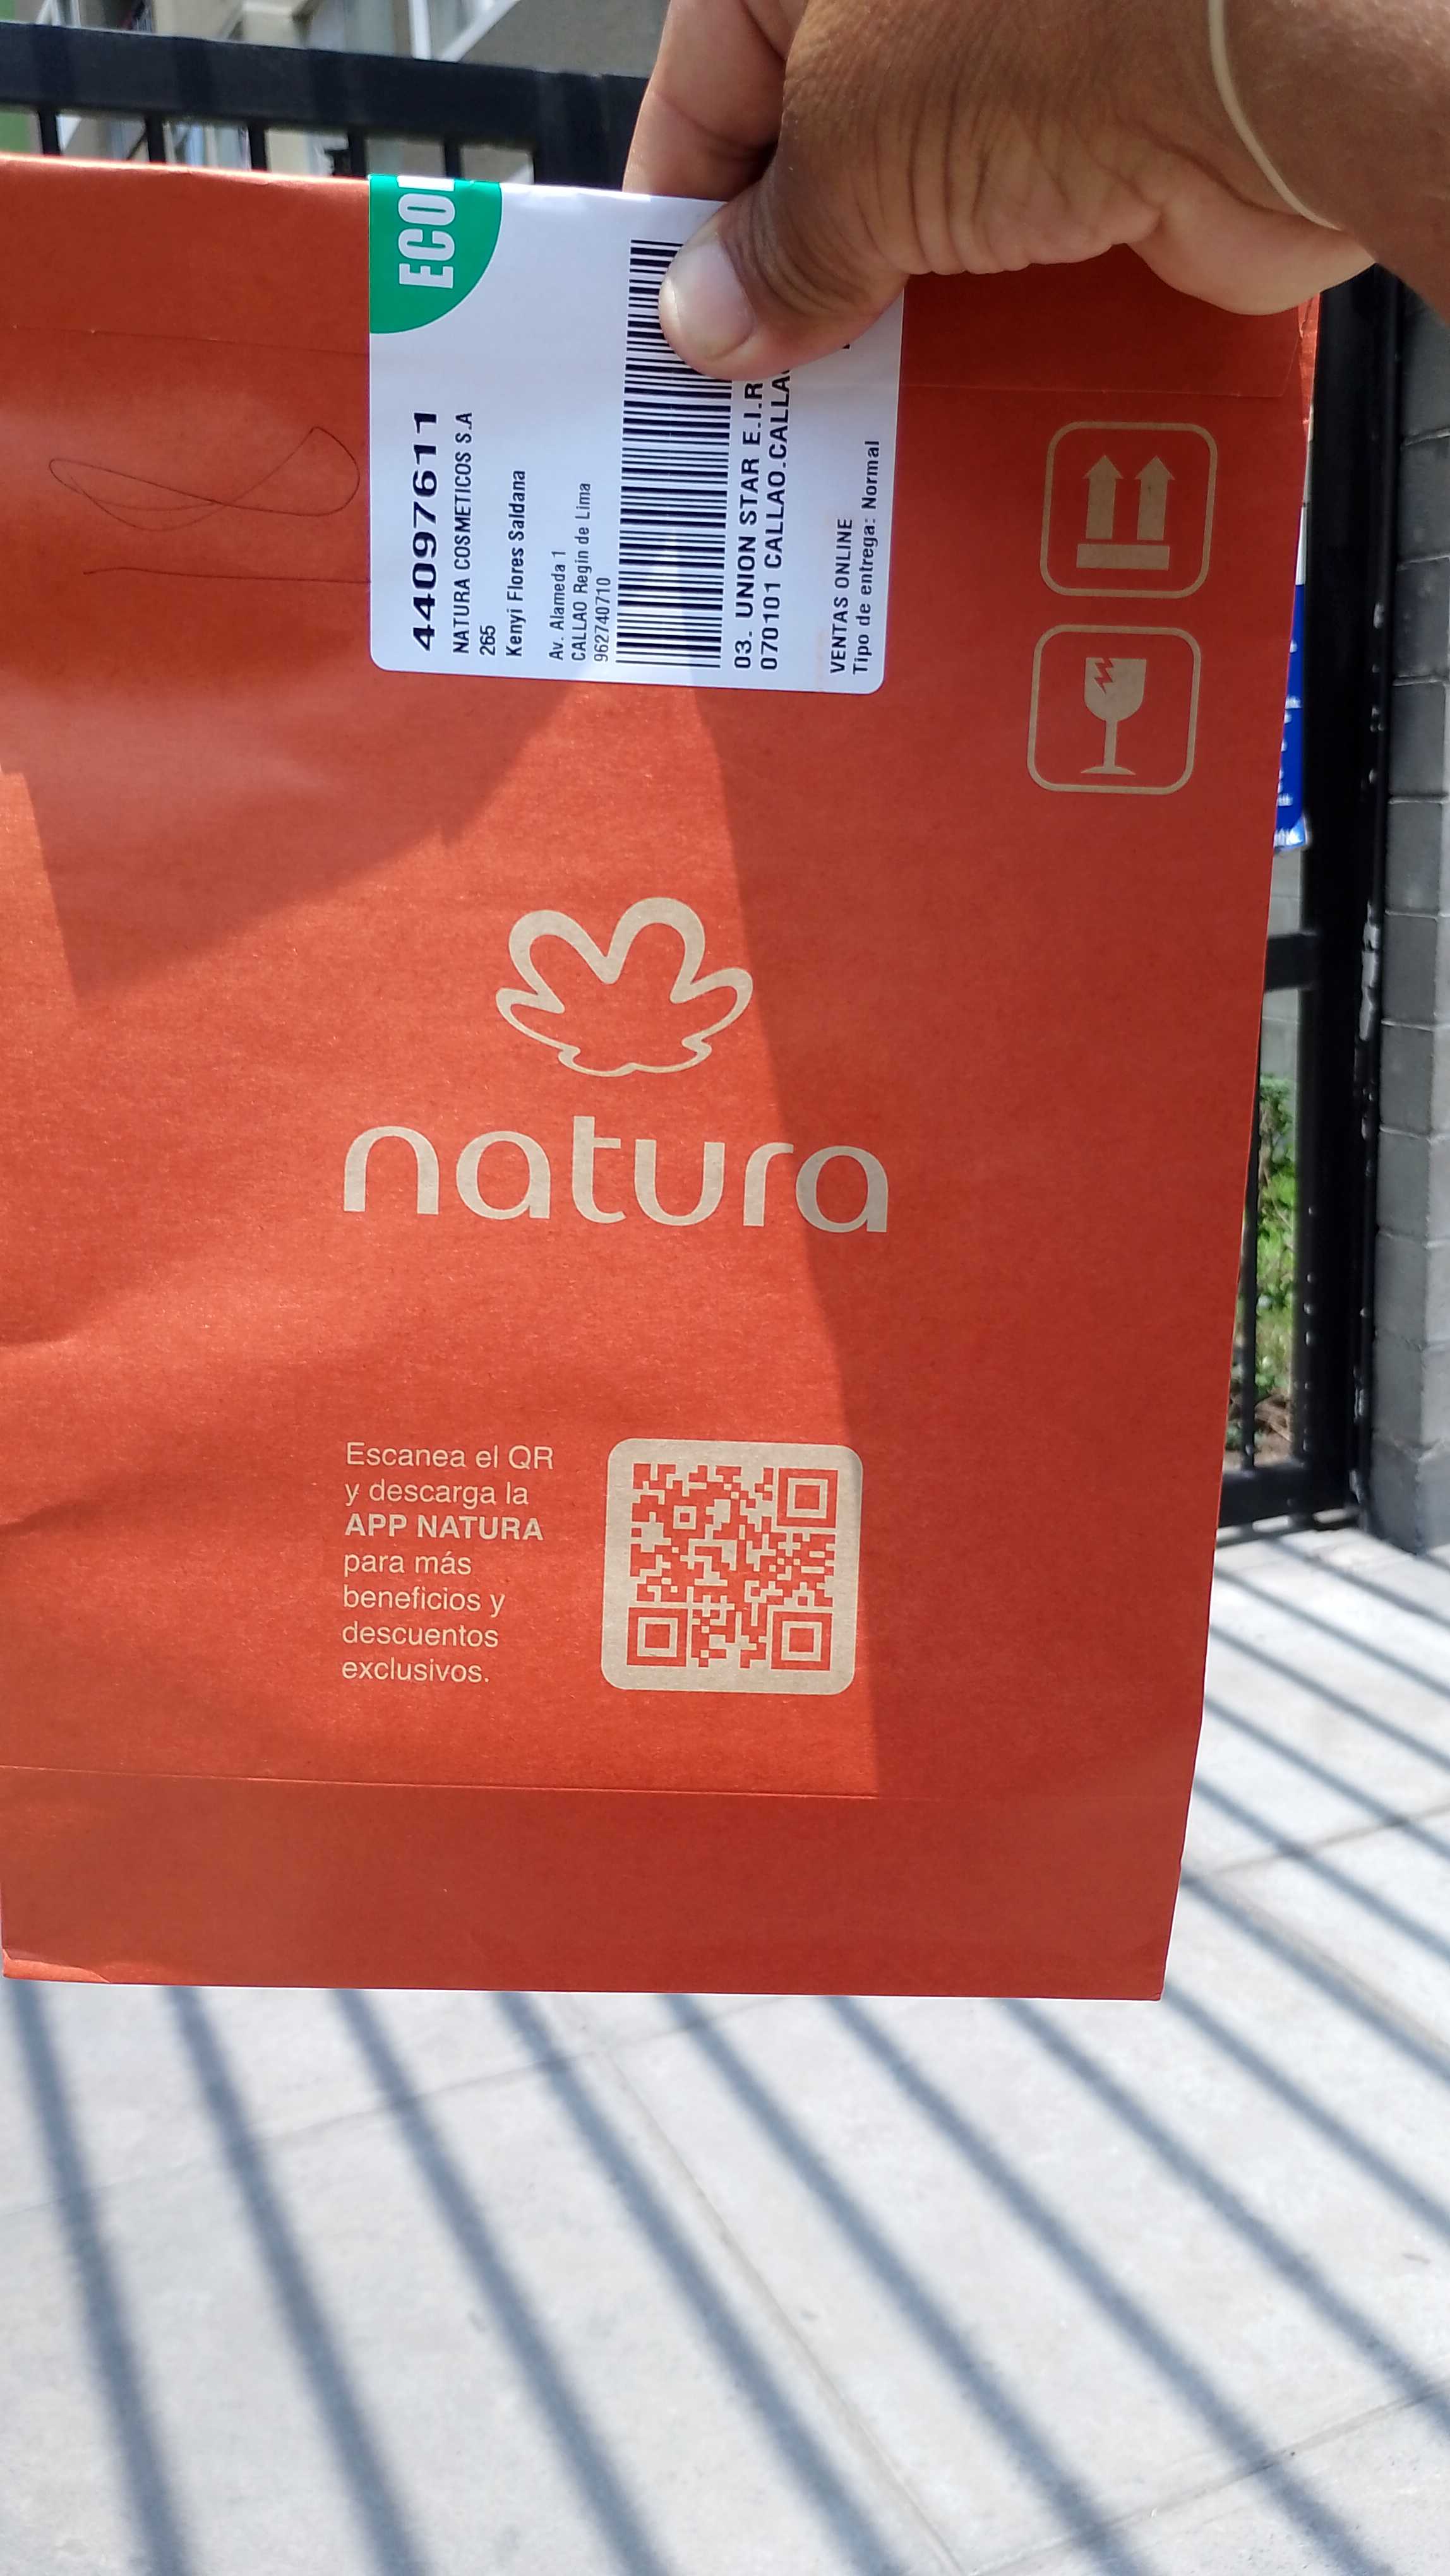 ECO
44097611
NATURA COSMETICOS S.A
265
Kenyi Flores Saldana
Av. Alameda 1
CALLAO Regin de Lima
962740710
03. UNION STAR E.I.R
070101 CALLAO.CALLA
VENTAS ONLINE
Tipo de entrega: Normal
natura
Escanea el QR
y descarga la
APP NATURA
para más
beneficios y
descuentos
exclusivos.